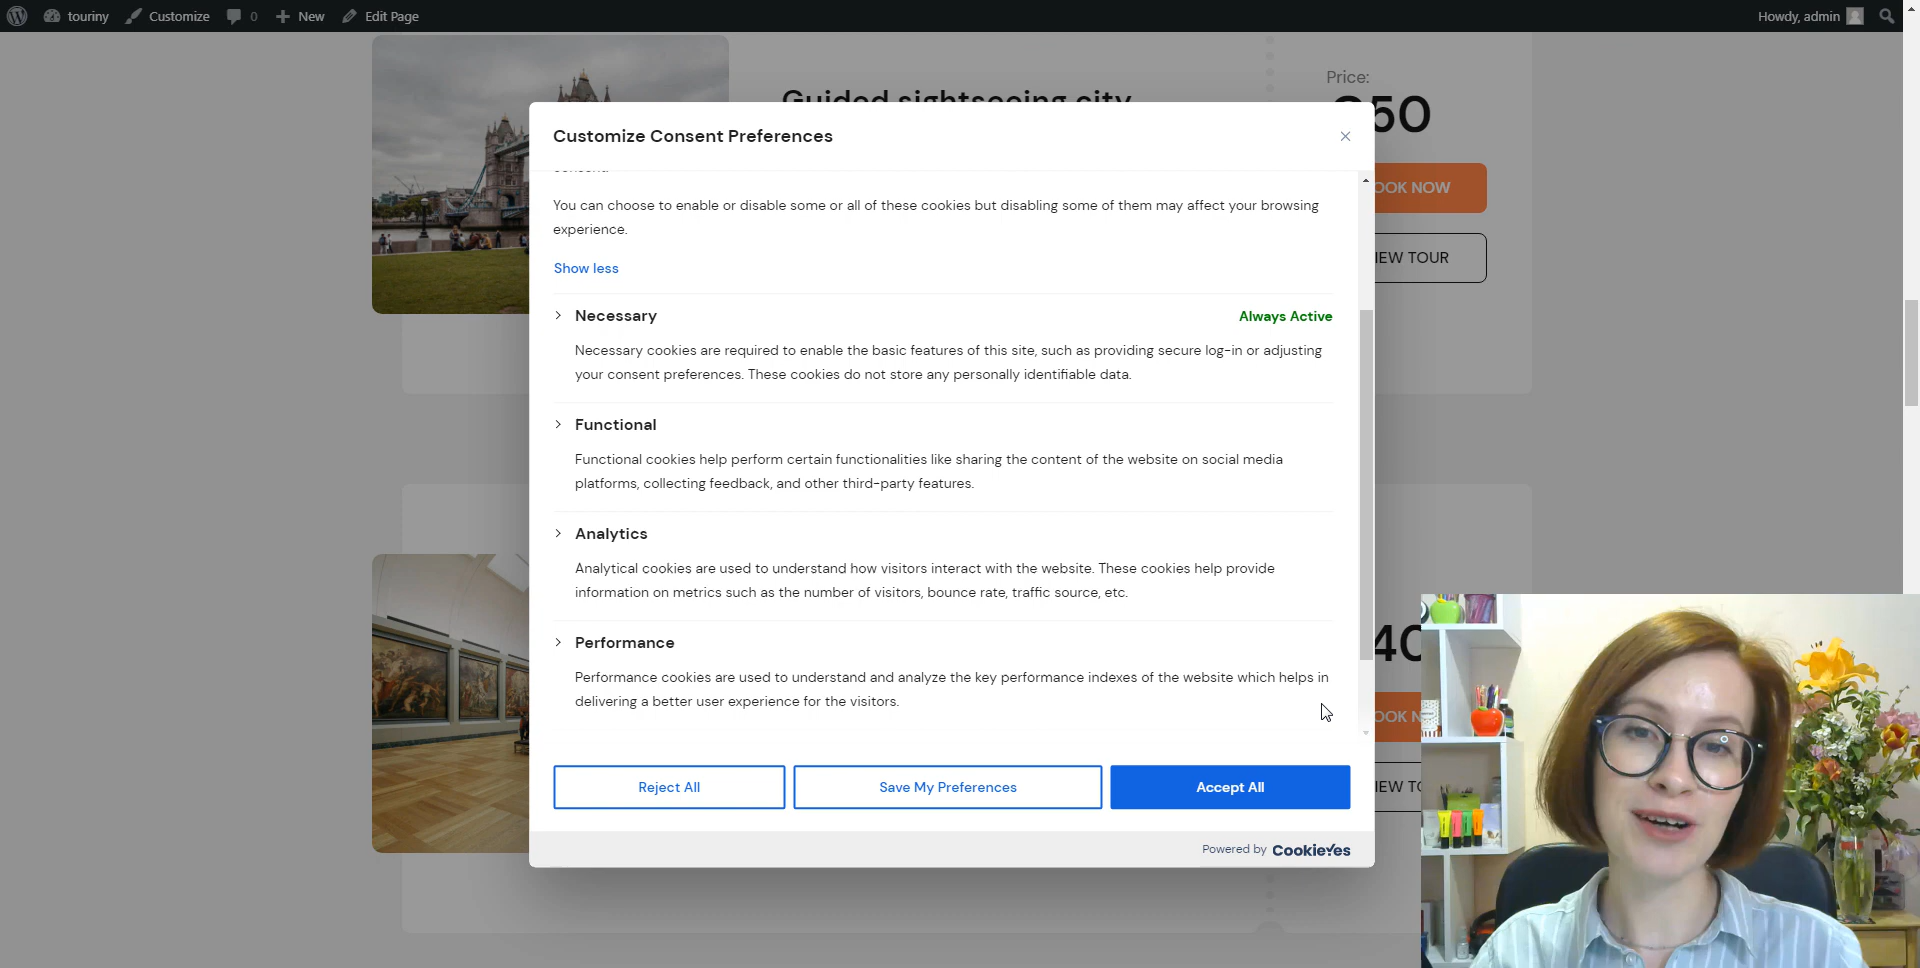 touriny Customize 0 New Edit Page Howdy, admin
Price:
Guided sightseeing city
50
Customize Consent Preferences
OOK NOW
consent.
You can choose to enable or disable some or all of these cookies but disabling some of them may affect your browsing
experience.
IEW TOUR
Show less
Necessary Always Active
Necessary cookies are required to enable the basic features of this site, such as providing secure log-in or adjusting
your consent preferences. These cookies do not store any personally identifiable data.
Functional
Functional cookies help perform certain functionalities like sharing the content of the website on social media
platforms, collecting feedback, and other third-party features.
Analytics
Analytical cookies are used to understand how visitors interact with the website. These cookies help provide
information on metrics such as the number of visitors, bounce rate, traffic source, etc.
Performance
40
Performance cookies are used to understand and analyze the key performance indexes of the website which helps in
delivering a better user experience for the visitors.
OOK N
Reject All Save My Preferences Accept All
IEW TO
Powered by CookieYes